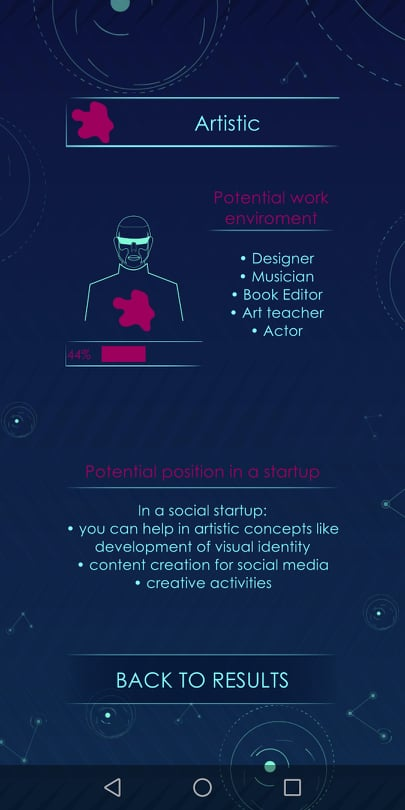 Artistic
Potential work
enviroment
• Designer
• Musician
• Book Editor
• Art teacher
• Actor
44%
Potential position in a startup
In a social startup:
• you can help in artistic concepts like
development of visual identity
• content creation for social media
• creative activities
BACK TO RESULTS